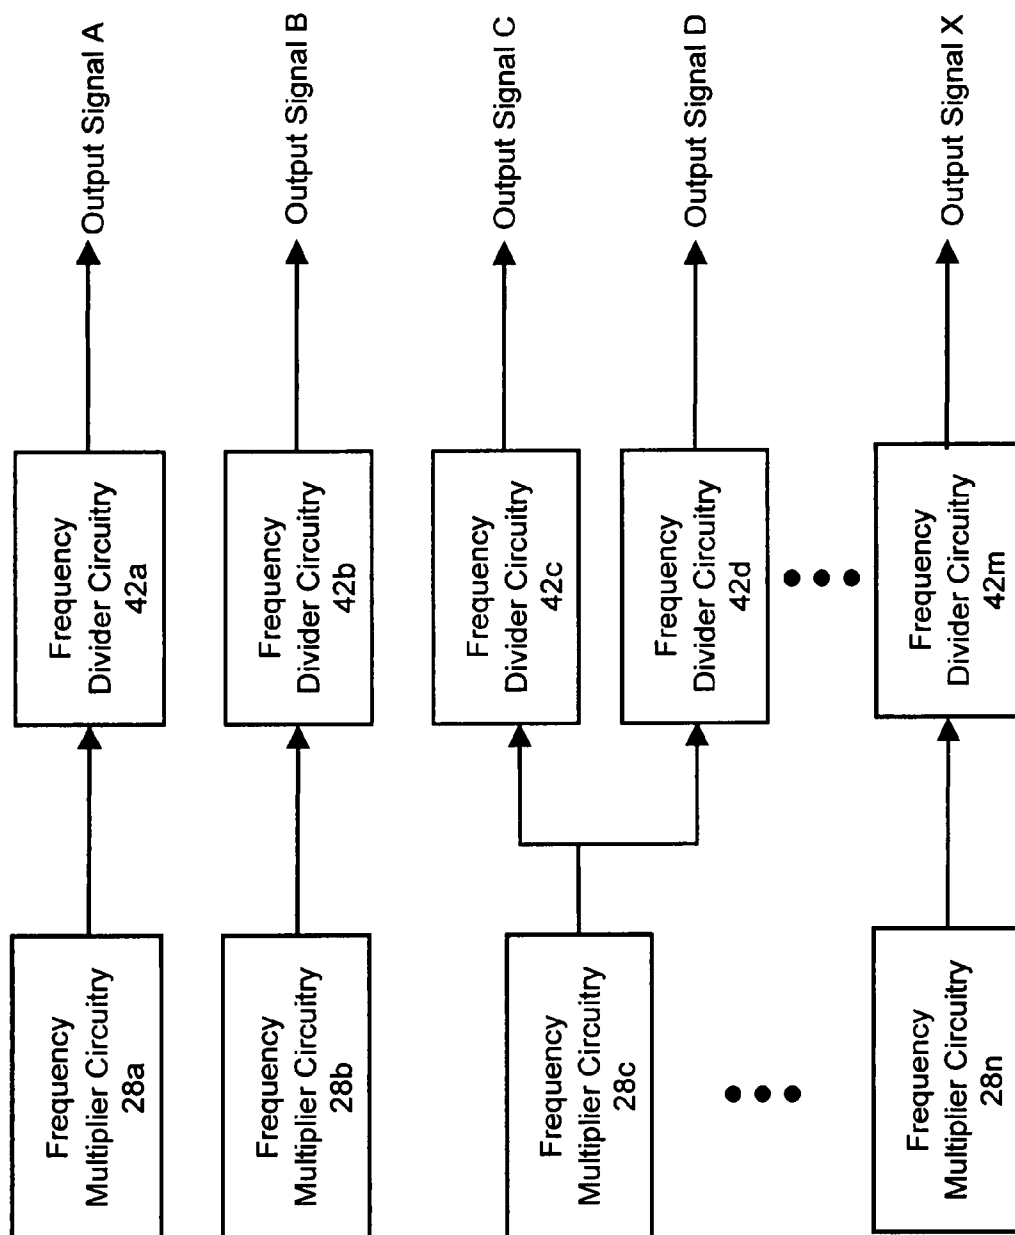 Output Signal A
Output Signal B
Output Signal C
Output Signal D
Output Signal X
Frequency
Divider Circuitry
42a
Frequency
Divider Circuitry
42b
Frequency
Divider Circuitry
42c
Frequency
Divider Circuitry
42d
Frequency
Divider Circuitry
42m
Frequency
Multiplier Circuitry
28a
Frequency
Multiplier Circuitry
28b
Frequency
Multiplier Circuitry
28c
Frequency
Multiplier Circuitry
28n